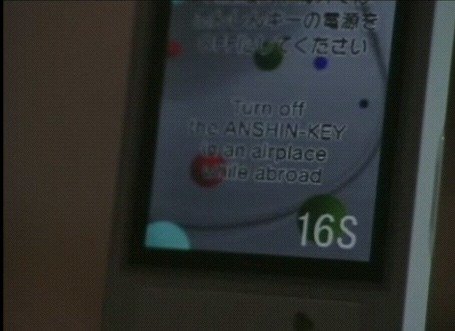 キーの電源を
してください
Turn off
the ANSHIN-KEY
in an airplace
while abroad
16S